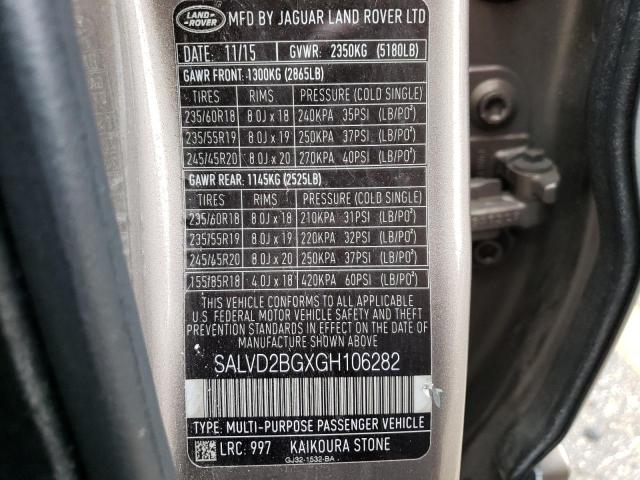 LAND ROVER MFD BY JAGUAR LAND ROVER LTD
DATE: 11/15 GVWR: 2350KG (5180LB)
GAWR FRONT: 1300KG (2865LB)
TIRES RIMS PRESSURE (COLD SINGLE)
235/60R18 8.0J x 18 240KPA 35PSI (LB/PO²)
235/55R19 8.0J x 19 250KPA 37PSI (LB/PO²)
245/45R20 8.0J x 20 270KPA 40PSI (LB/PO²)
GAWR REAR: 1145KG (2525LB)
TIRES RIMS PRESSURE (COLD SINGLE)
235/60R18 8.0J x 18 210KPA 31PSI (LB/PO²)
235/55R19 8.0J x 19 220KPA 32PSI (LB/PO²)
245/45R20 8.0J x 20 250KPA 37PSI (LB/PO²)
155/85R18 4.0J x 18 420KPA 60PSI (LB/PO²)
THIS VEHICLE CONFORMS TO ALL APPLICABLE
U.S. FEDERAL MOTOR VEHICLE SAFETY AND THEFT
PREVENTION STANDARDS IN EFFECT ON THE DATE
OF MANUFACTURE SHOWN ABOVE
SALVD2BGXGH106282
TYPE: MULTI-PURPOSE PASSENGER VEHICLE
LRC: 997 KAIKOURA STONE
GJ32-1532-BA